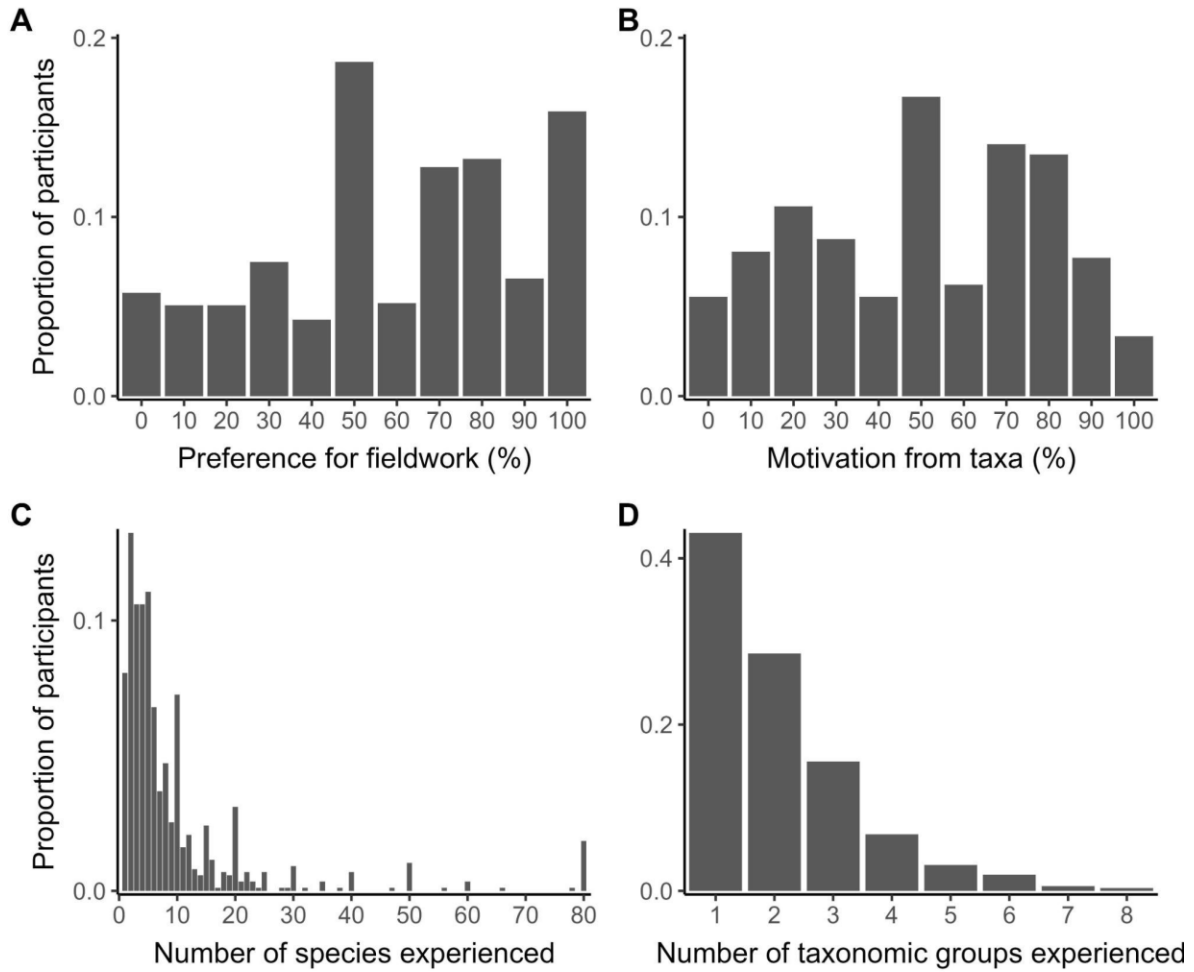 A
B
0.2
0.1
0.0
Proportion of participants
0 10 20 30 40 50 60 70 80 90 100
Preference for fieldwork (%)
0.2
0.1
0.0
0 10 20 30 40 50 60 70 80 90 100
Motivation from taxa (%)
C
D
0.1
0.0
Proportion of participants
0 10 20 30 40 50 60 70 80
Number of species experienced
0.4
0.2
0.0
1 2 3 4 5 6 7 8
Number of taxonomic groups experienced